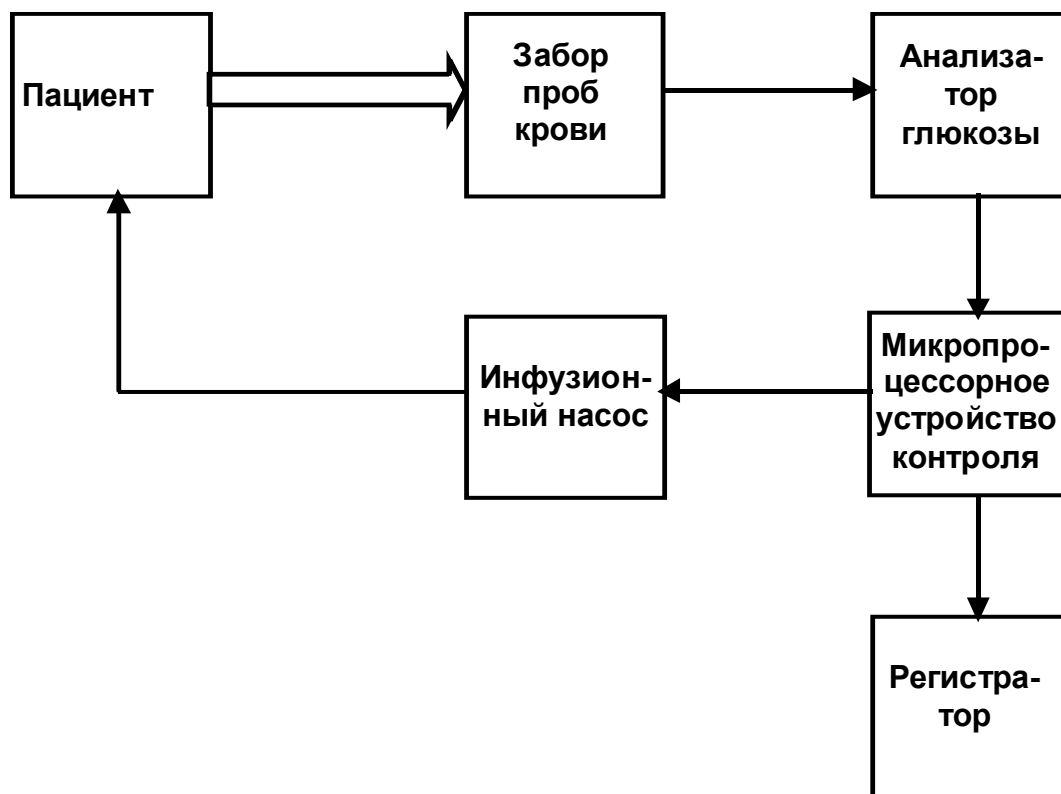 Пациент
Забор
проб
крови
Анализа-
тор
глюкозы
Инфузион-
ный насос
Микропро-
цессорное
устройство
контроля
Регистра-
тор